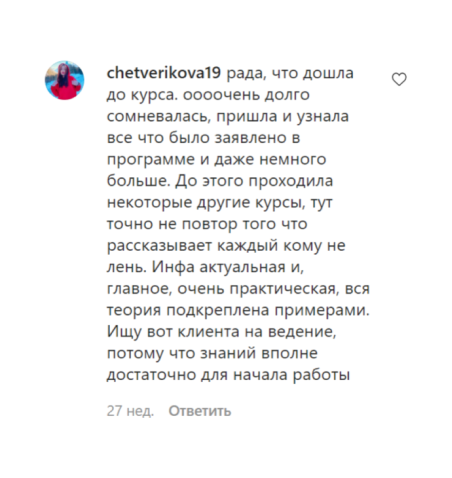 chetverikova19 рада, что дошла
до курса. оооочень долго
сомневалась, пришла и узнала
все что было заявлено в
программе и даже немного
больше. До этого проходила
некоторые другие курсы, тут
точно не повтор того что
рассказывает каждый кому не
лень. Инфа актуальная и,
главное, очень практическая, вся
теория подкреплена примерами.
Ищу вот клиента на ведение,
потому что знаний вполне
достаточно для начала работы
27 нед. Ответить